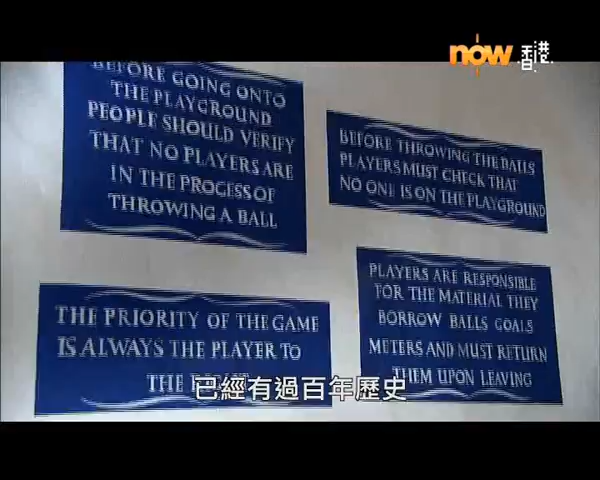 now 香港
BEFORE GOING ONTO
THE PLAYGROUND
PEOPLE SHOULD VERIFY
THAT NO PLAYERS ARE
IN THE PROCESS OF
THROWING A BALL
BEFORE THROWING THE BALLS
PLAYERS MUST CHECK THAT
NO ONE IS ON THE PLAYGROUND
THE PRIORITY OF THE GAME
IS ALWAYS THE PLAYER TO
THE
PLAYERS ARE RESPONSIBLE
FOR THE MATERIAL THEY
BORROW BALLS GOALS
METERS AND MUST RETURN
THEM UPON LEAVING
已經有過百年歷史